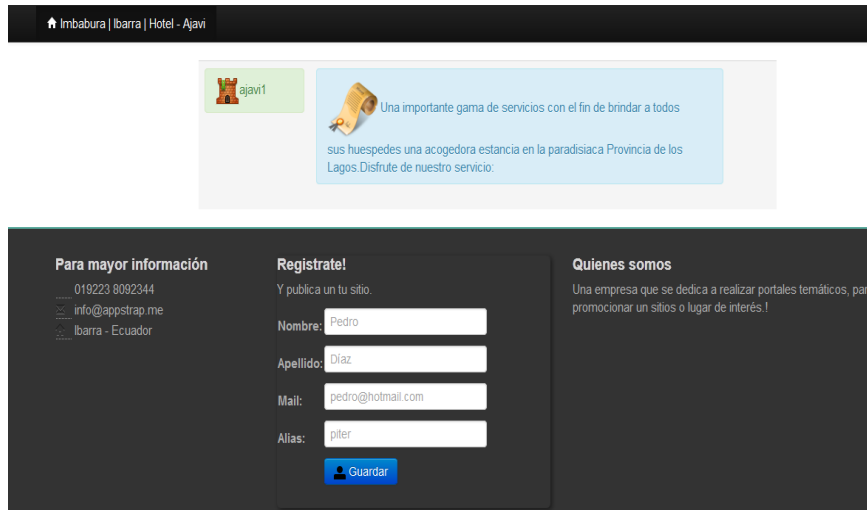 Imbabura | Ibarra | Hotel - Ajavi
ajavi1
Una importante gama de servicios con el fin de brindar a todos
sus huespedes una acogedora estancia en la paradisiaca Provincia de los
Lagos.Disfrute de nuestro servicio:
Para mayor información
019223 8092344
info@appstrap.me
Ibarra - Ecuador
Registrate!
Y publica un tu sitio.
Nombre: Pedro
Apellido: Díaz
Mail: pedro@hotmail.com
Alias: piter
Guardar
Quienes somos
Una empresa que se dedica a realizar portales temáticos, par
promocionar un sitios o lugar de interés.!